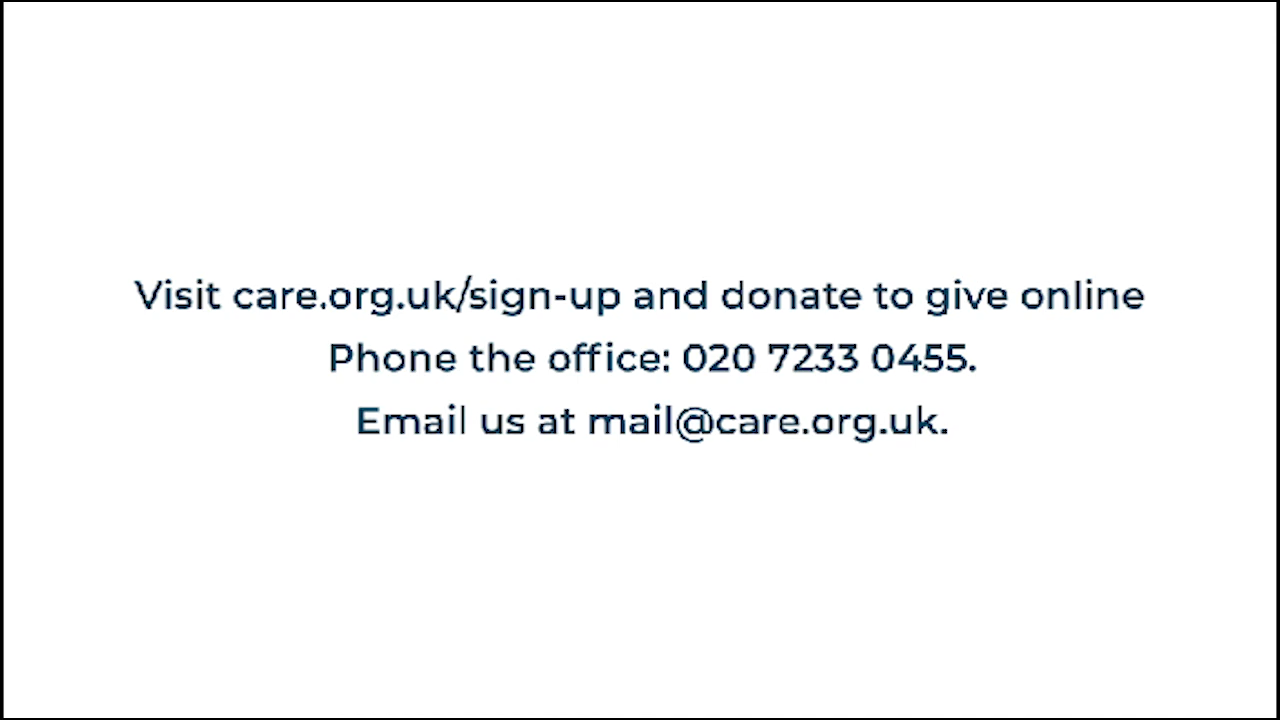 Visit care.org.uk/sign-up and donate to give online
Phone the office: 020 7233 0455.
Email us at mail@care.org.uk.